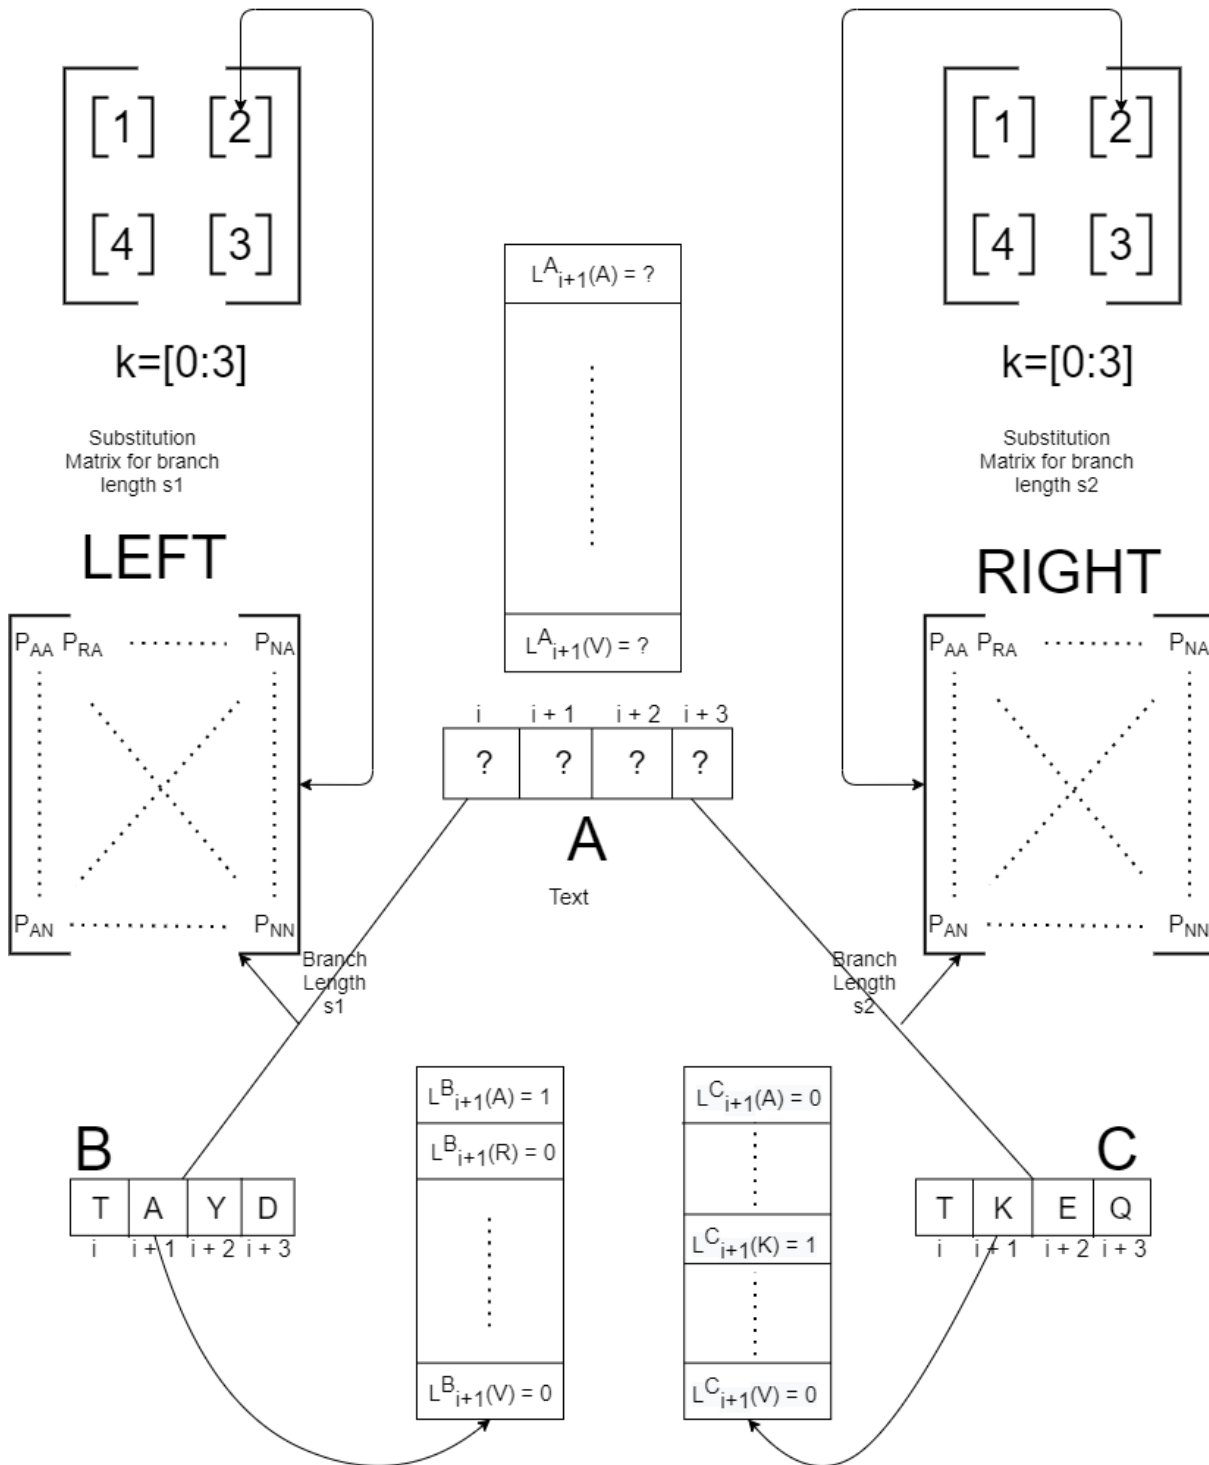 [1] [2]
[4] [3]
k=[0:3]
Substitution
Matrix for branch
length s1
LEFT
P_AA P_RA P_NA
P_AN P_NN
[1] [2]
[4] [3]
k=[0:3]
Substitution
Matrix for branch
length s2
RIGHT
P_AA P_RA P_NA
P_AN P_NN
L^A_i+1(A) = ?
L^A_i+1(V) = ?
i i + 1 i + 2 i + 3
? ? ? ?
A
Text
Branch
Length
s1
Branch
Length
s2
B
T A Y D
i i + 1 i + 2 i + 3
L^B_i+1(A) = 1
L^B_i+1(R) = 0
L^B_i+1(V) = 0
L^C_i+1(A) = 0
L^C_i+1(K) = 1
L^C_i+1(V) = 0
C
T K E Q
i i + 1 i + 2 i + 3